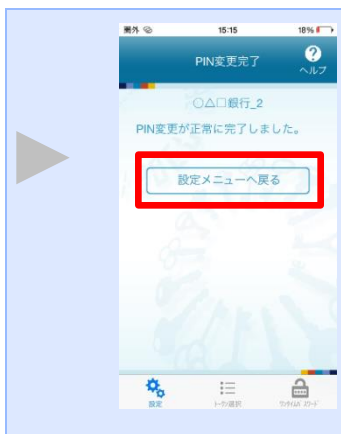 圏外 15:15 18%
PIN変更完了
?
ヘルプ
○△□銀行_2
PIN変更が正常に完了しました。
設定メニューへ戻る
設定
トークン選択
ワンタイムパスワード